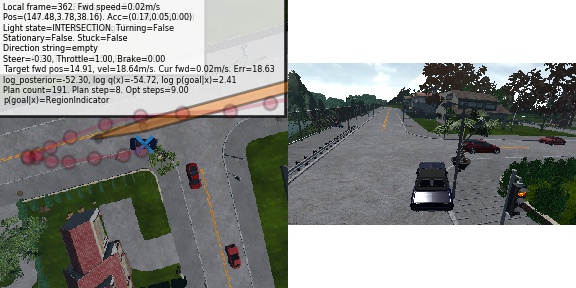 Local frame=362. Fwd speed=0.02m/s
Pos=(147.48,3.78,38.16). Acc=(0.17,0.05,0.00)
Light state=INTERSECTION. Turning=False
Stationary=False. Stuck=False
Direction string=empty
Steer=-0.30, Throttle=1.00, Brake=0.00
Target fwd pos=14.91, vel=18.64m/s. Cur fwd=0.02m/s. Err=18.63
log_posterior=-52.30, log q(x)=-54.72, log p(goal|x)=2.41
Plan count=191. Plan step=8. Opt steps=9.00
p(goal|x)=RegionIndicator